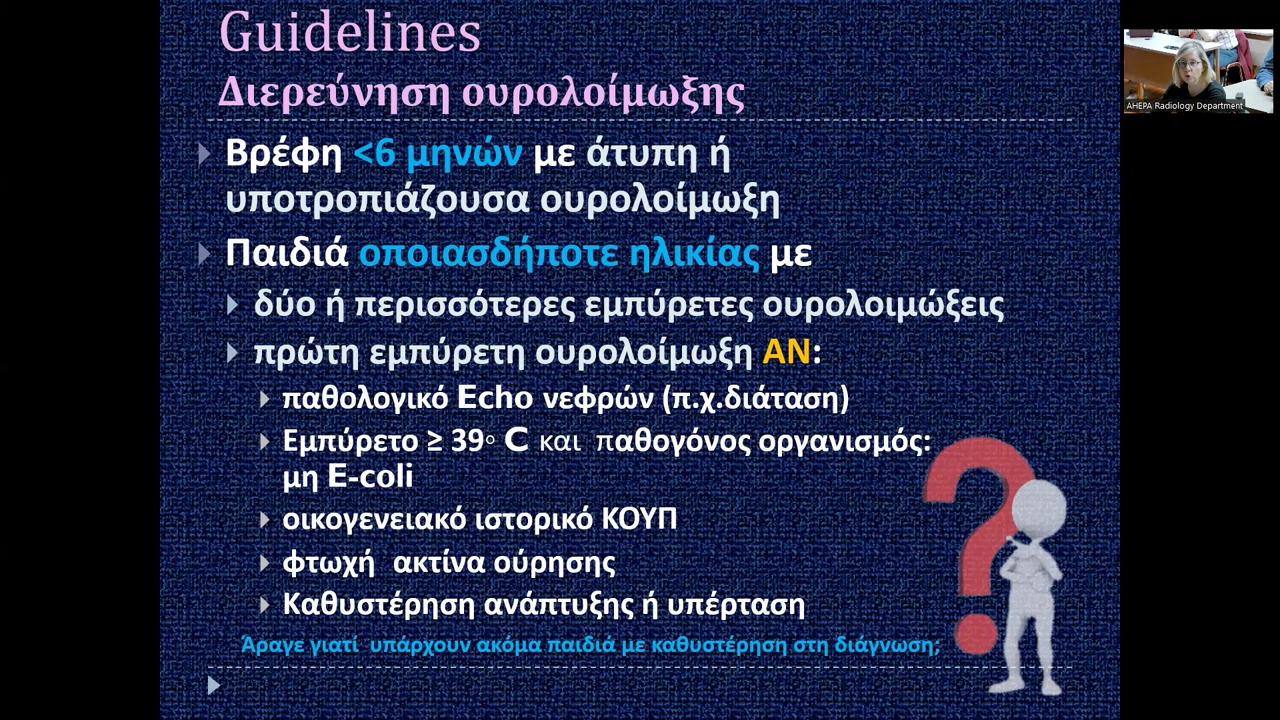 Guidelines
Διερεύνηση ουρολοίμωξης
Βρέφη <6 μηνών με άτυπη ή
υποτροπιάζουσα ουρολοίμωξη
Παιδιά οποιασδήποτε ηλικίας με
δύο ή περισσότερες εμπύρετες ουρολοιμώξεις
πρώτη εμπύρετη ουρολοίμωξη ΑΝ:
παθολογικό Echo νεφρών (π.χ.διάταση)
Εμπύρετο ≥ 39◦ C και παθογόνος οργανισμός:
μη E-coli
οικογενειακό ιστορικό ΚΟΥΠ
φτωχή ακτίνα ούρησης
Καθυστέρηση ανάπτυξης ή υπέρταση
Άραγε γιατί υπάρχουν ακόμα παιδιά με καθυστέρηση στη διάγνωση;
AHEPA Radiology Department